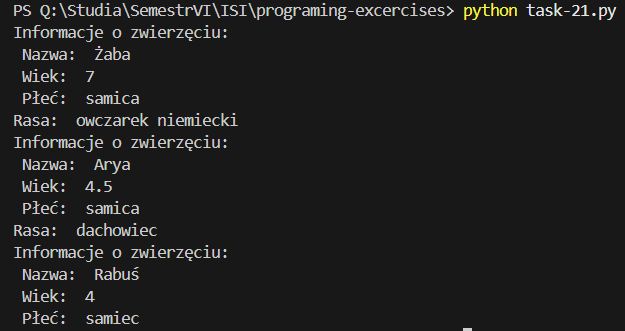 PS Q:\Studia\SemestrVI\ISI\programing-excercises> python task-21.py
Informacje o zwierzęciu:
Nazwa:  Żaba
Wiek:  7
Płeć:  samica
Rasa:  owczarek niemiecki
Informacje o zwierzęciu:
Nazwa:  Arya
Wiek:  4.5
Płeć:  samica
Rasa:  dachowiec
Informacje o zwierzęciu:
Nazwa:  Rabuś
Wiek:  4
Płeć:  samiec